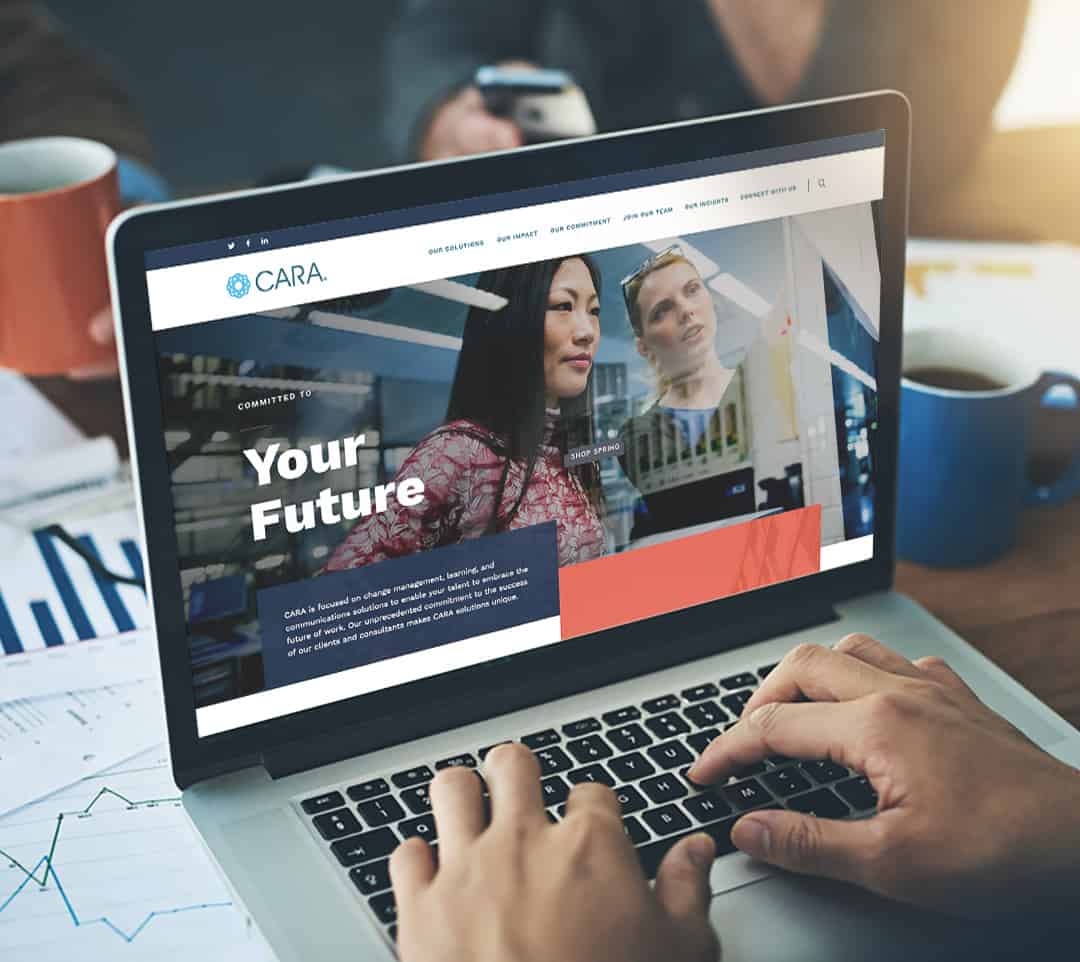 OUR SOLUTIONS
OUR IMPACT
OUR COMMITMENT
JOIN OUR TEAM
OUR INSIGHTS
CONNECT WITH US
CARA
COMMITTED TO
Your
Future
SHOP SPRING
CARA is focused on change management, learning, and
communications solutions to enable your talent to embrace the
future of work. Our unprecedented commitment to the success
of our clients and consultants makes CARA solutions unique.